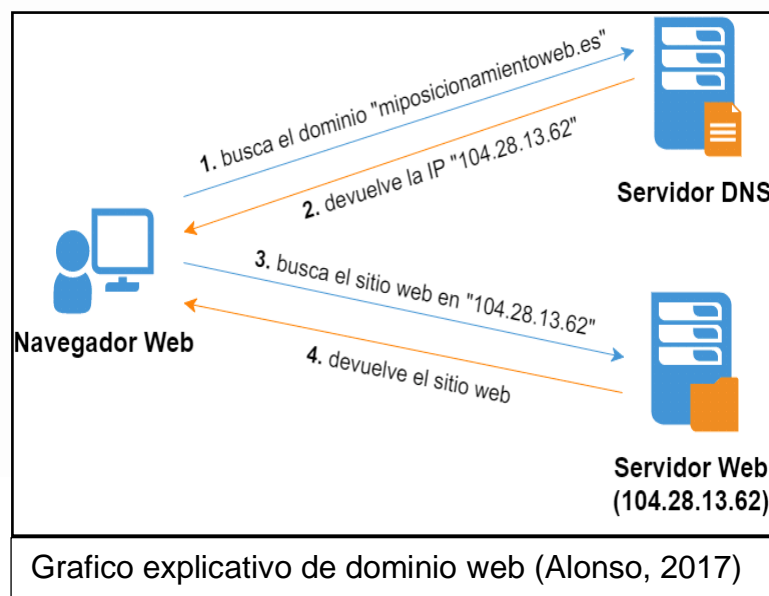 1. busca el dominio "miposicionamientoweb.es"
2. devuelve la IP "104.28.13.62"
Servidor DNS
3. busca el sitio web en "104.28.13.62"
Navegador Web
4. devuelve el sitio web
Servidor Web
(104.28.13.62)
Grafico explicativo de dominio web (Alonso, 2017)